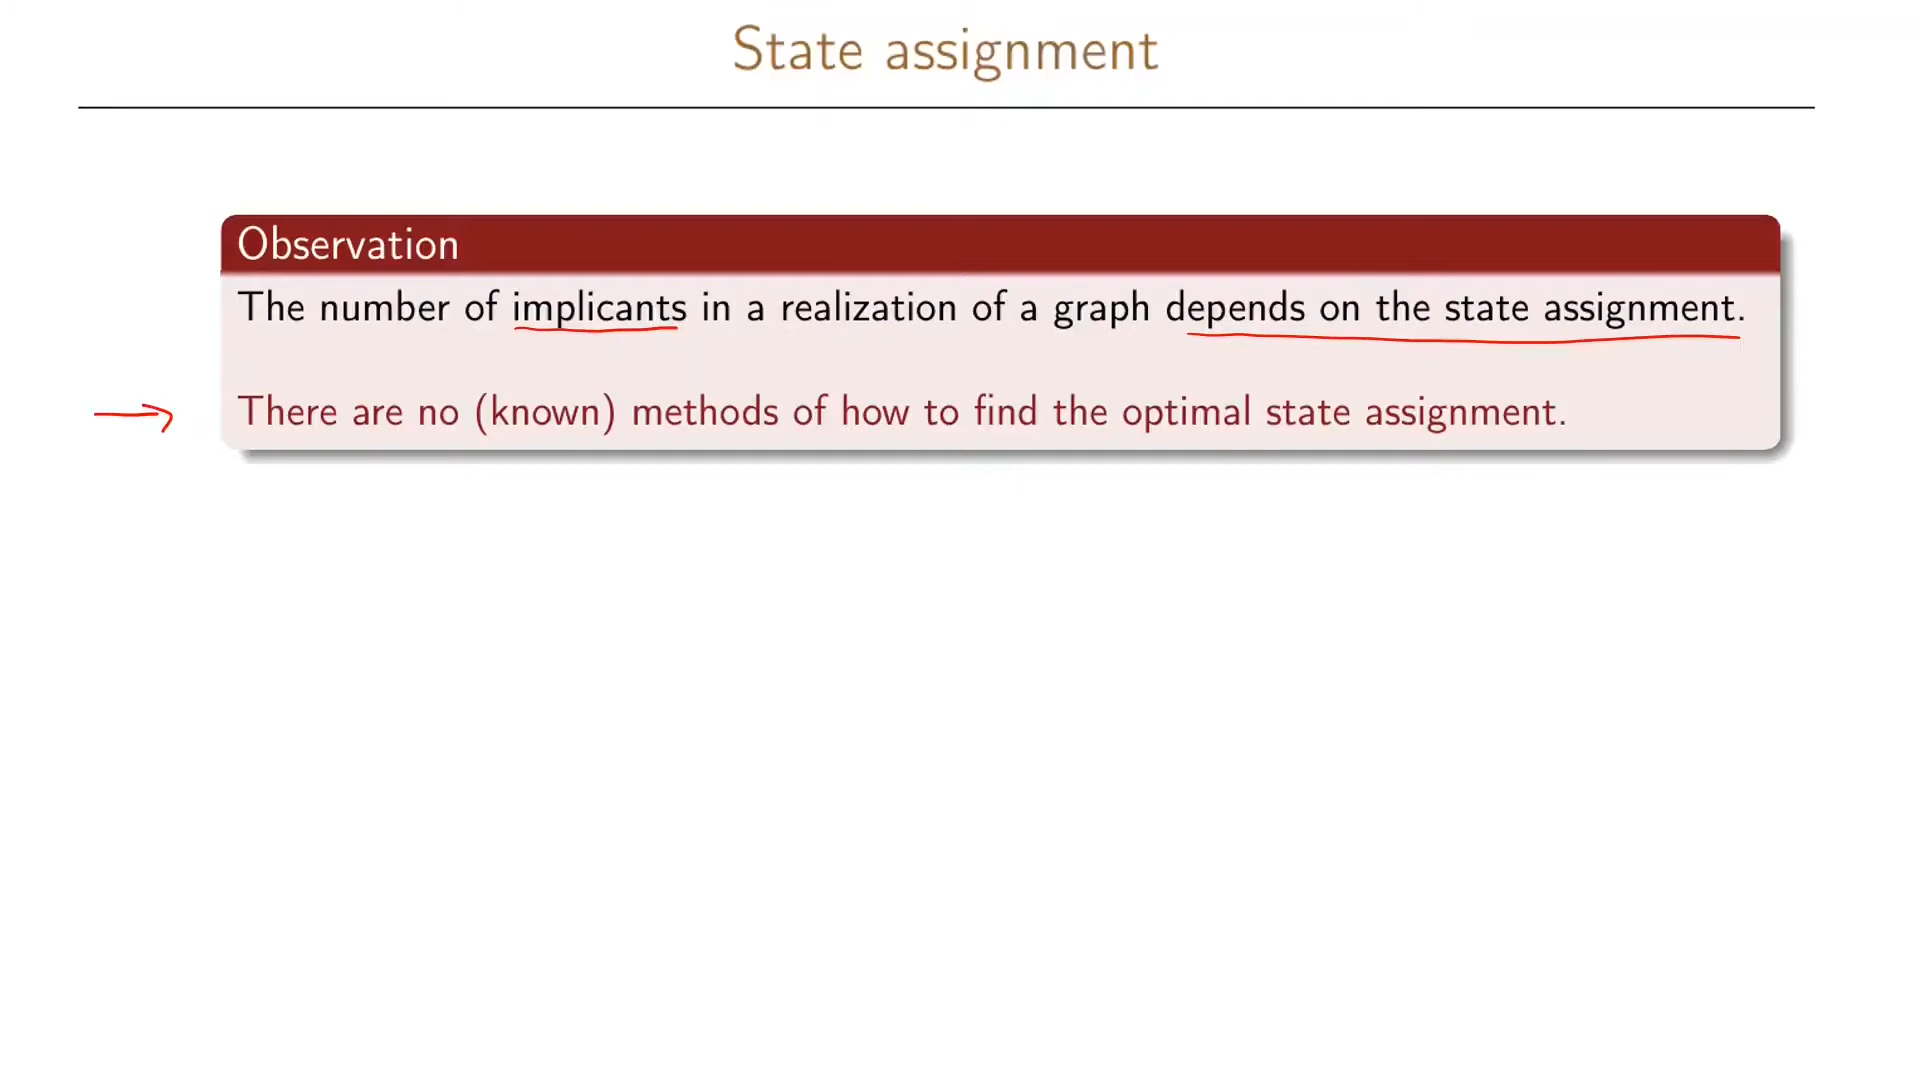 State assignment
Observation
The number of implicants in a realization of a graph depends on the state assignment.
There are no (known) methods of how to find the optimal state assignment.